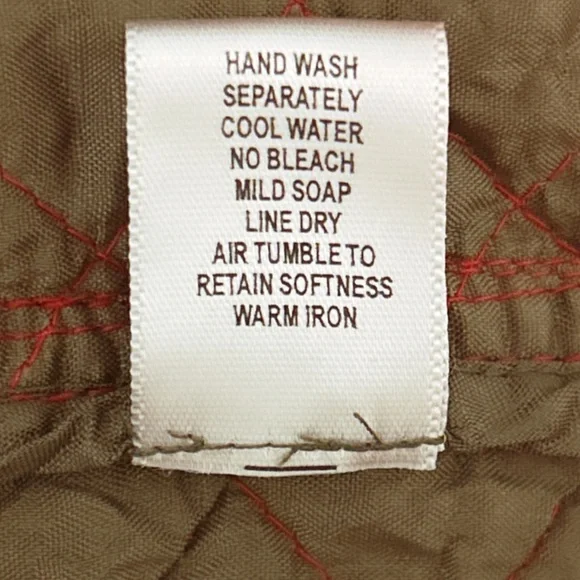 HAND WASH
SEPARATELY
COOL WATER
NO BLEACH
MILD SOAP
LINE DRY
AIR TUMBLE TO
RETAIN SOFTNESS
WARM IRON